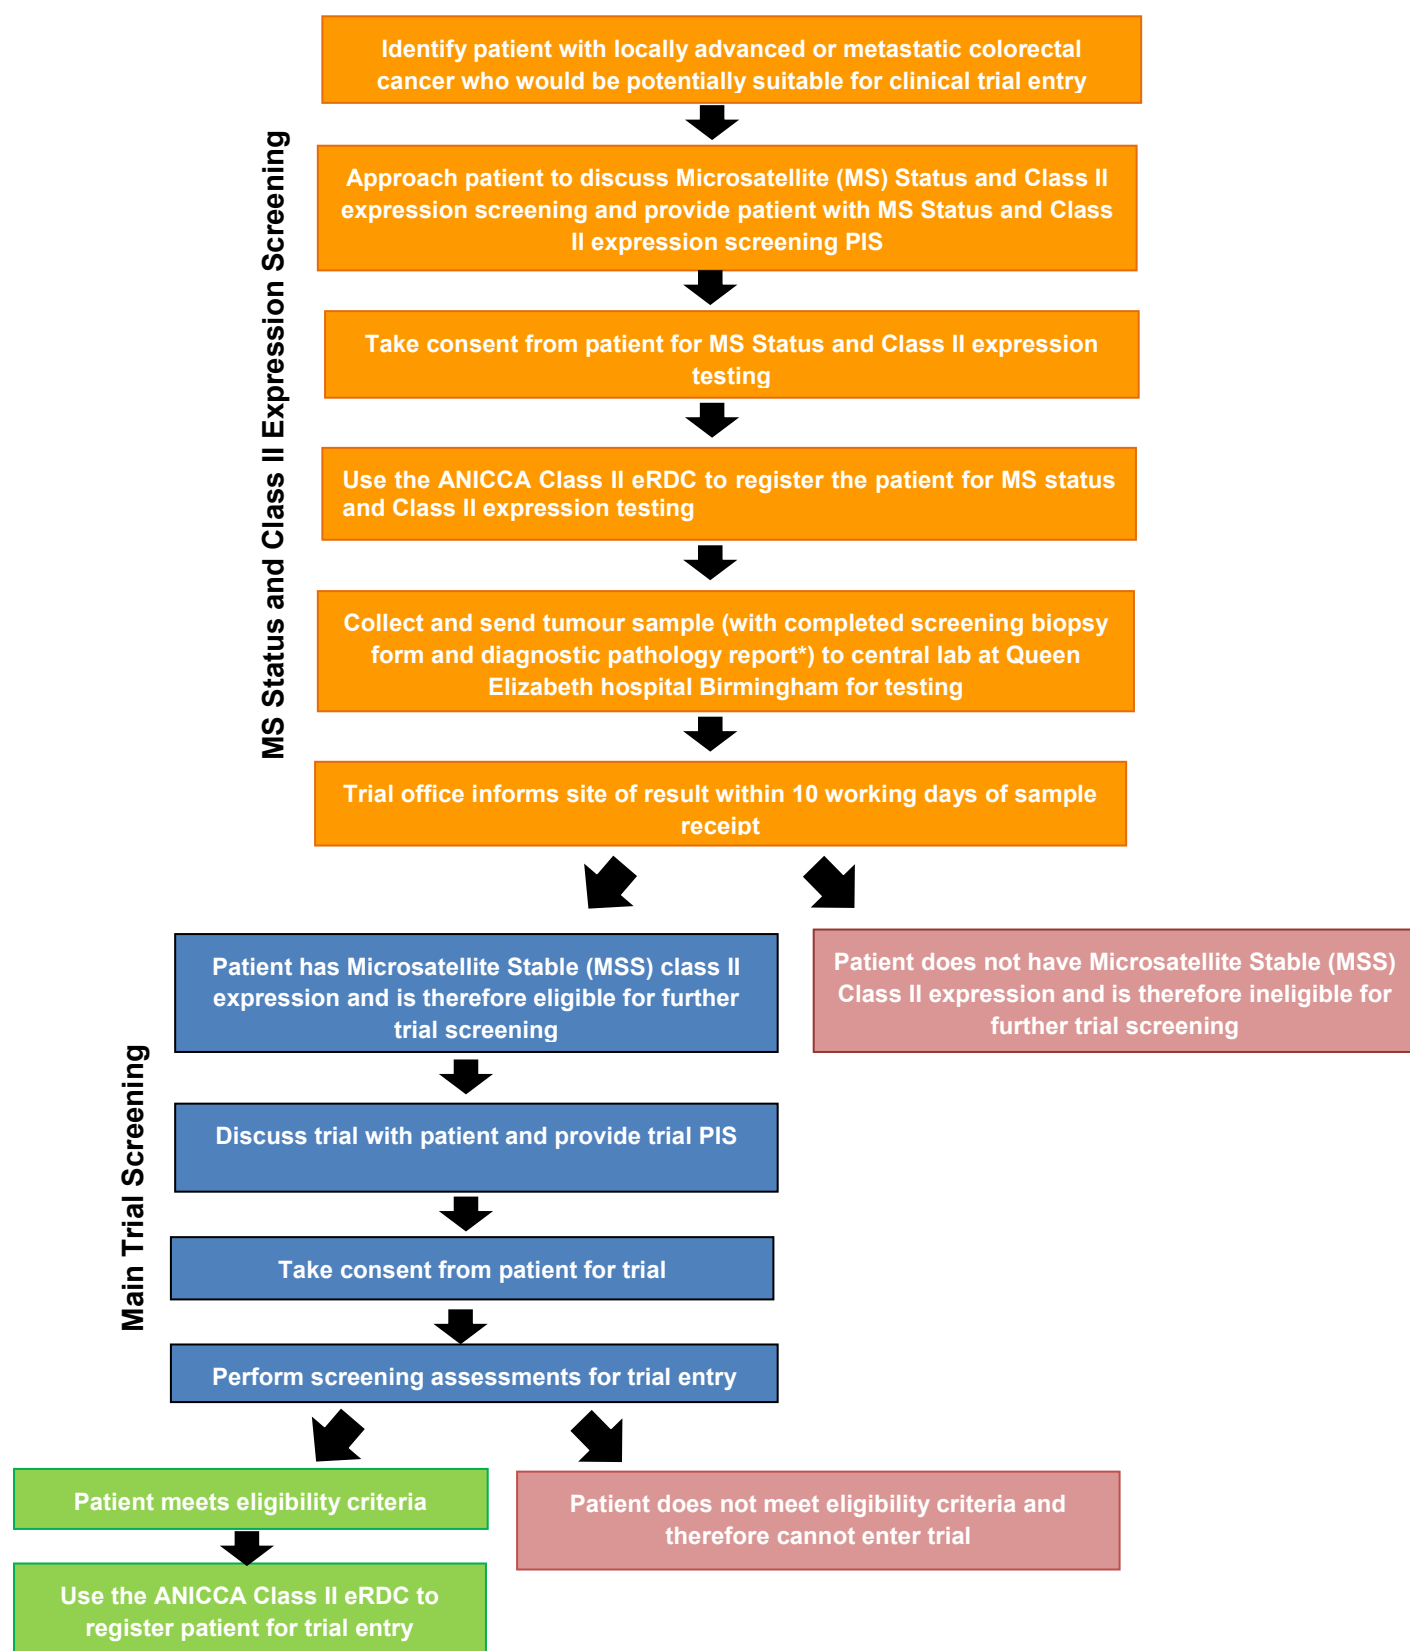 Identify patient with locally advanced or metastatic colorectal
cancer who would be potentially suitable for clinical trial entry
MS Status and Class II Expression Screening
Approach patient to discuss Microsatellite (MS) Status and Class II
expression screening and provide patient with MS Status and Class
II expression screening PIS
Take consent from patient for MS Status and Class II expression
testing
Use the ANICCA Class II eRDC to register the patient for MS status
and Class II expression testing
Collect and send tumour sample (with completed screening biopsy
form and diagnostic pathology report*) to central lab at Queen
Elizabeth hospital Birmingham for testing
Trial office informs site of result within 10 working days of sample
receipt
Patient has Microsatellite Stable (MSS) class II
expression and is therefore eligible for further
trial screening
Patient does not have Microsatellite Stable (MSS)
Class II expression and is therefore ineligible for
further trial screening
Main Trial Screening
Discuss trial with patient and provide trial PIS
Take consent from patient for trial
Perform screening assessments for trial entry
Patient meets eligibility criteria
Patient does not meet eligibility criteria and
therefore cannot enter trial
Use the ANICCA Class II eRDC to
register patient for trial entry